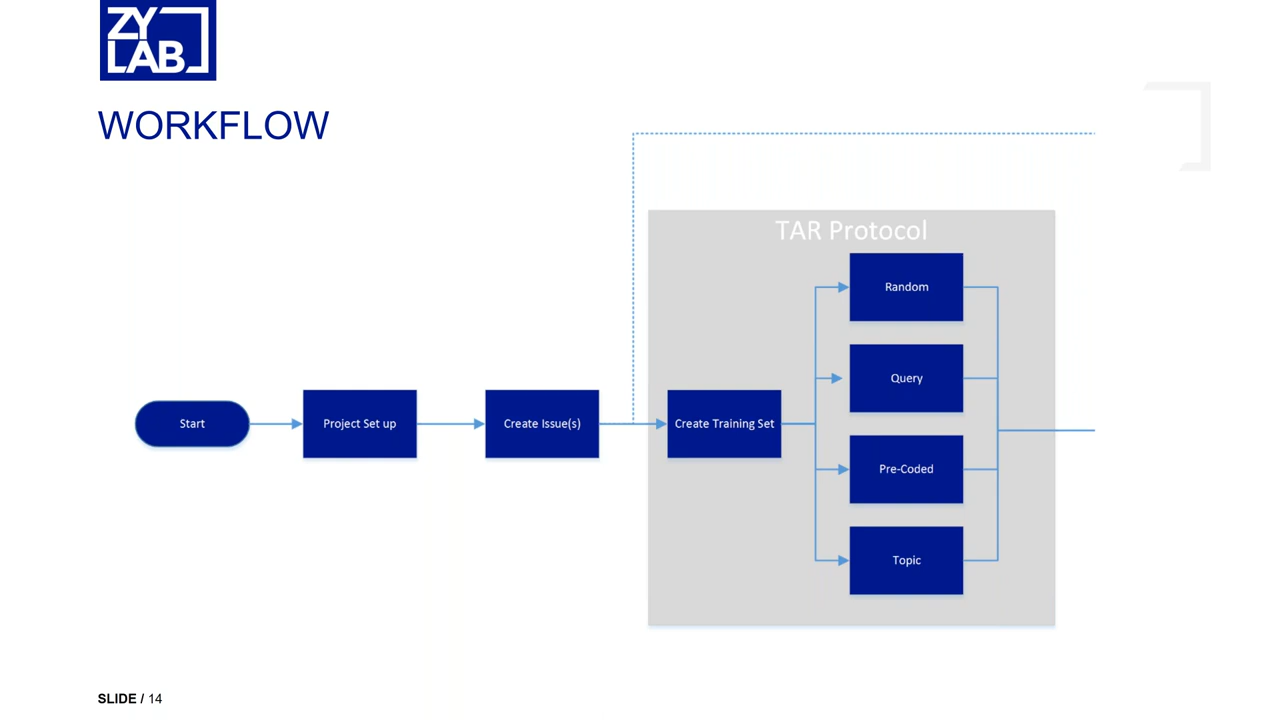 ZY
LAB
WORKFLOW
TAR Protocol
Random
Query
Start
Project Set up
Create Issue(s)
Create Training Set
Pre-Coded
Topic
SLIDE / 14